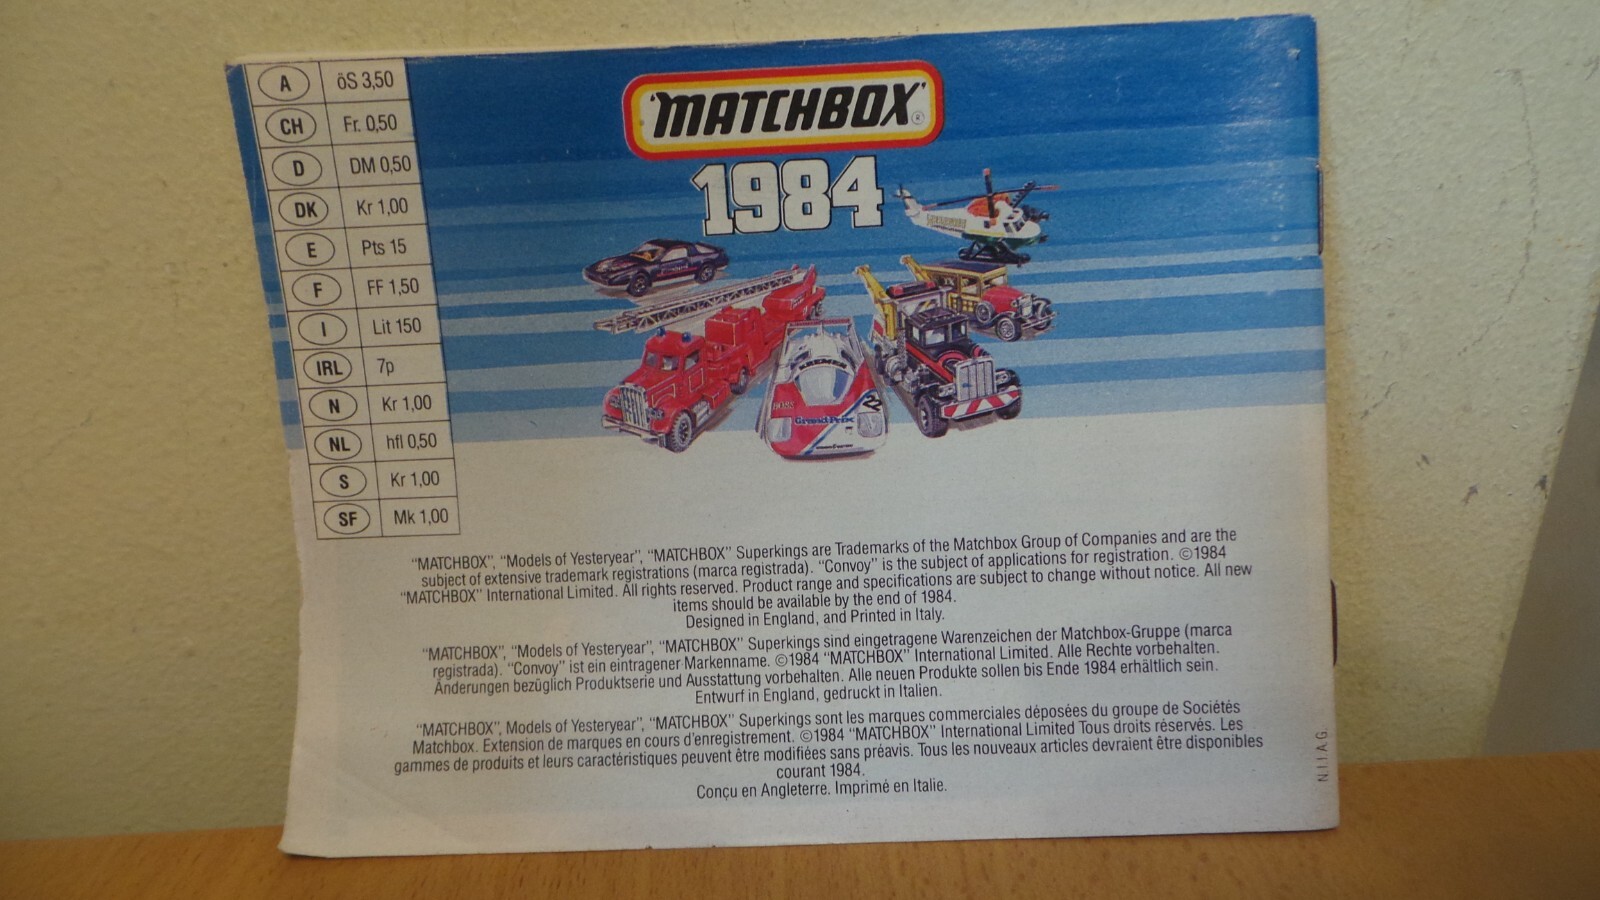 A öS 3,50
CH Fr. 0,50
D DM 0,50
DK Kr 1,00
E Pts 15
F FF 1,50
I Lit 150
IRL 7p
N Kr 1,00
NL hfl 0,50
S Kr 1,00
SF Mk 1,00
"MATCHBOX" ®
1984
KREMER
Grand Prix
"MATCHBOX", "Models of Yesteryear", "MATCHBOX" Superkings are Trademarks of the Matchbox Group of Companies and are the
subject of extensive trademark registrations (marca registrada). "Convoy" is the subject of applications for registration. ©1984
"MATCHBOX" International Limited. All rights reserved. Product range and specifications are subject to change without notice. All new
items should be available by the end of 1984.
Designed in England, and Printed in Italy.
"MATCHBOX", "Models of Yesteryear", "MATCHBOX" Superkings sind eingetragene Warenzeichen der Matchbox-Gruppe (marca
registrada). "Convoy" ist ein eintragener Markenname. ©1984 "MATCHBOX" International Limited. Alle Rechte vorbehalten.
Änderungen bezüglich Produktserie und Ausstattung vorbehalten. Alle neuen Produkte sollen bis Ende 1984 erhältlich sein.
Entwurf in England, gedruckt in Italien.
"MATCHBOX", Models of Yesteryear", "MATCHBOX" Superkings sont les marques commerciales déposées du groupe de Sociétés
Matchbox. Extension de marques en cours d'enregistrement. ©1984 "MATCHBOX" International Limited Tous droits réservés. Les
gammes de produits et leurs caractéristiques peuvent être modifiées sans préavis. Tous les nouveaux articles devraient être disponibles
courant 1984.
Conçu en Angleterre. Imprimé en Italie.
N.I.I.A.G.